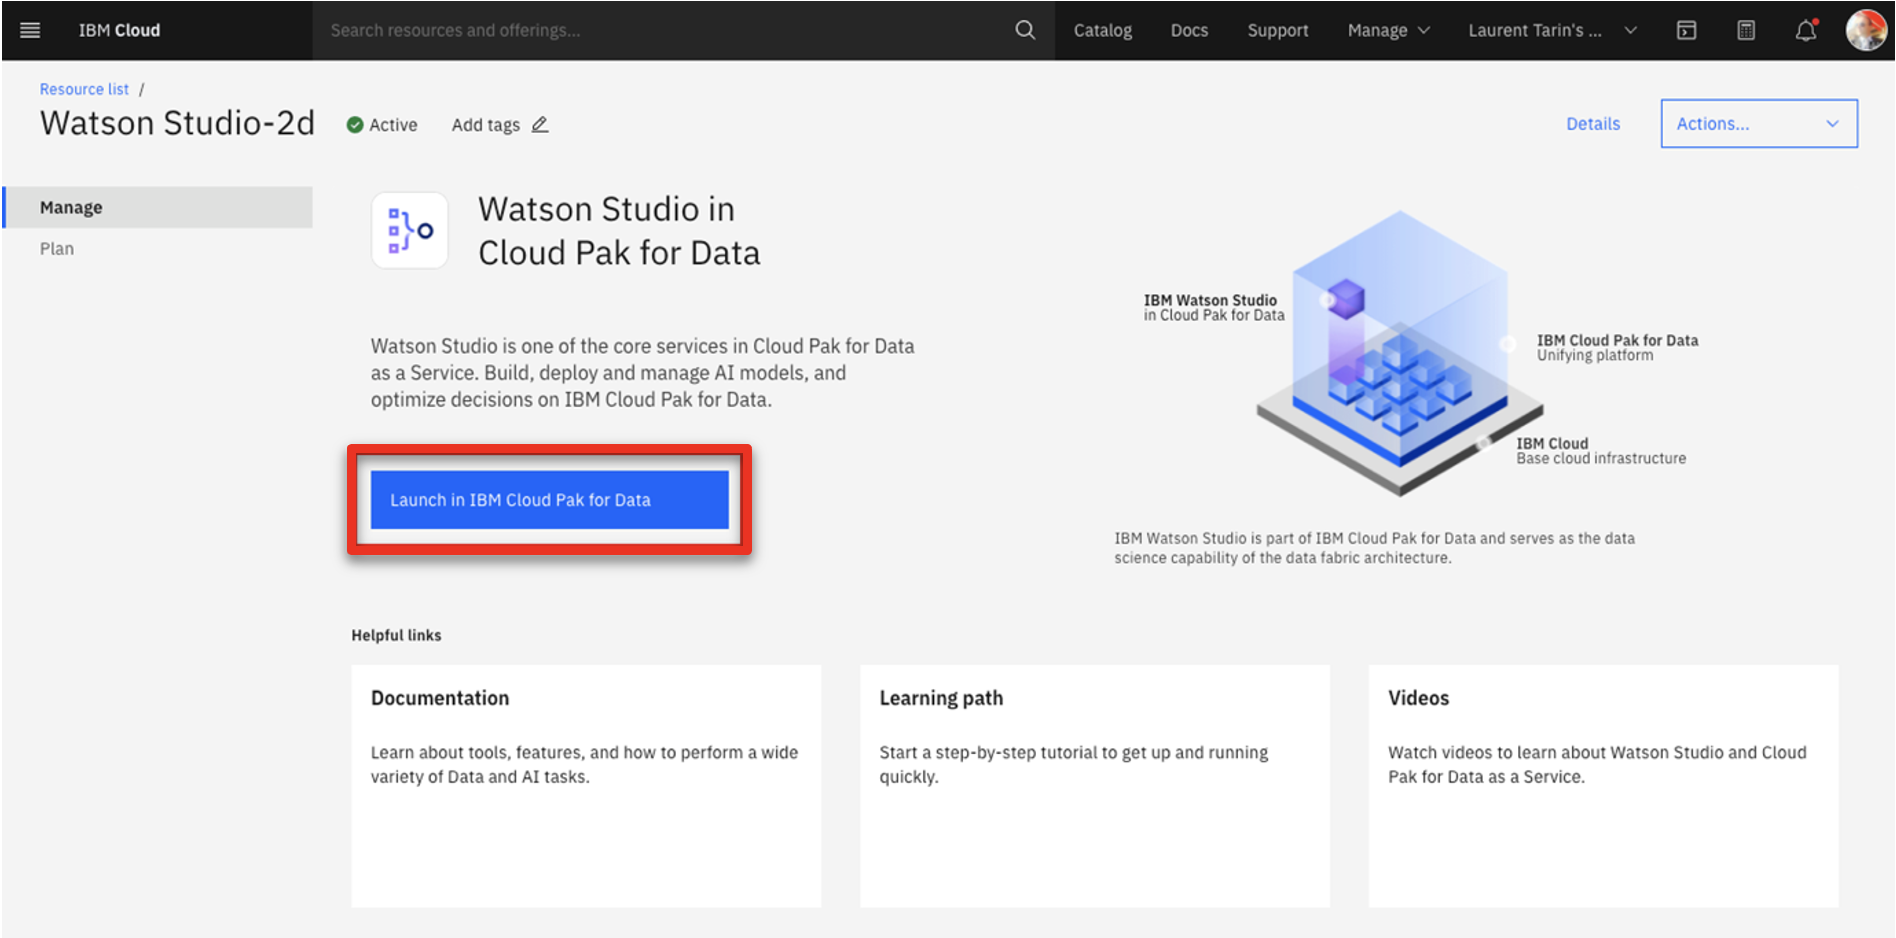 IBM Cloud
Search resources and offerings...
Catalog
Docs
Support
Manage
Laurent Tarin's ...
Resource list /
Watson Studio-2d
Active
Add tags
Details
Actions...
Manage
Plan
Watson Studio in
Cloud Pak for Data
Watson Studio is one of the core services in Cloud Pak for Data
as a Service. Build, deploy and manage AI models, and
optimize decisions on IBM Cloud Pak for Data.
Launch in IBM Cloud Pak for Data
IBM Watson Studio
in Cloud Pak for Data
IBM Cloud Pak for Data
Unifying platform
IBM Cloud
Base cloud infrastructure
IBM Watson Studio is part of IBM Cloud Pak for Data and serves as the data
science capability of the data fabric architecture.
Helpful links
Documentation
Learn about tools, features, and how to perform a wide
variety of Data and AI tasks.
Learning path
Start a step-by-step tutorial to get up and running
quickly.
Videos
Watch videos to learn about Watson Studio and Cloud
Pak for Data as a Service.